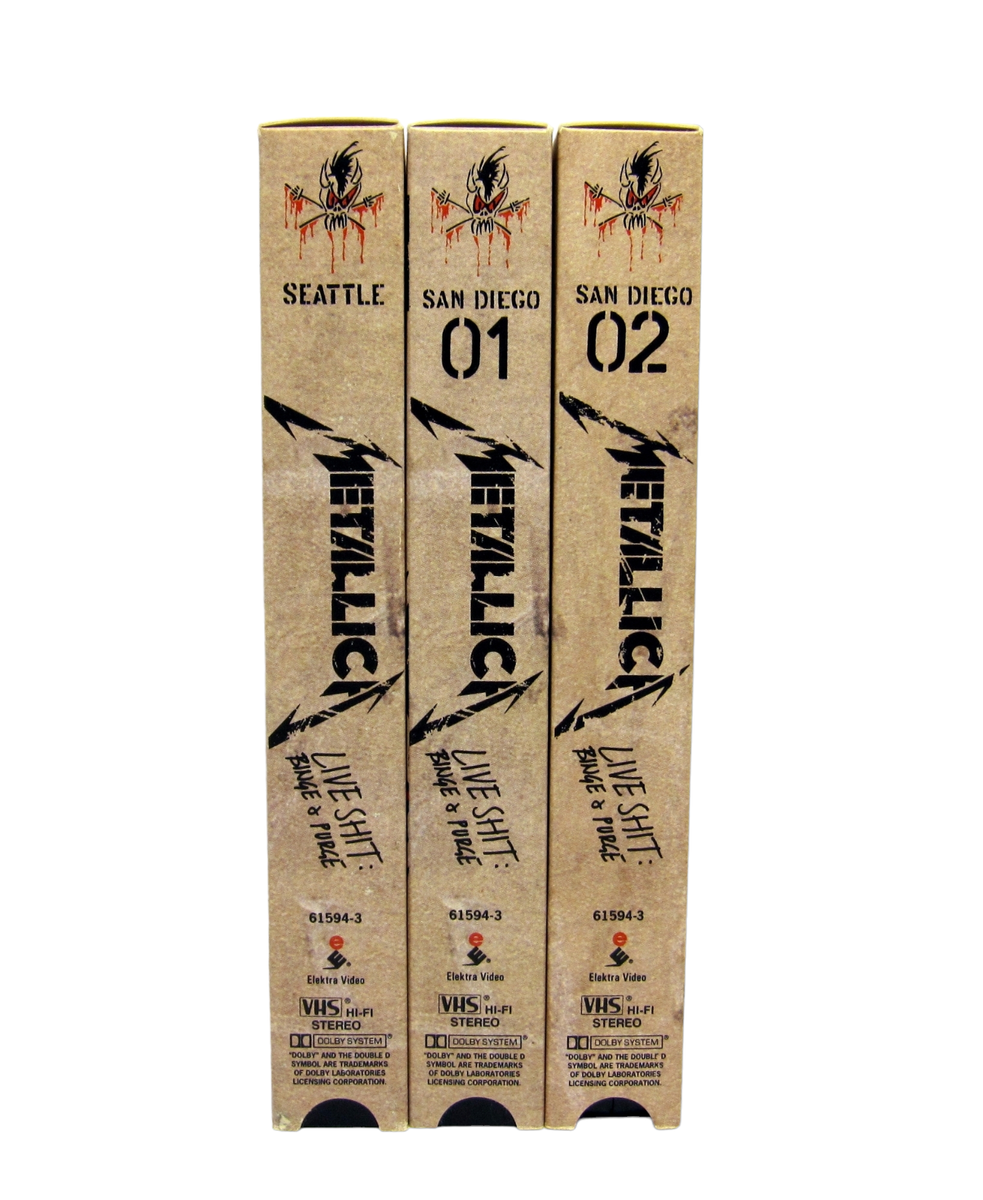 SEATTLE
METALLICA
LIVE SHIT:
BINGE & PURGE
61594-3
e
Elektra Video
VHS® HI-FI
STEREO
DOLBY SYSTEM®
"DOLBY" AND THE DOUBLE D
SYMBOL ARE TRADEMARKS
OF DOLBY LABORATORIES
LICENSING CORPORATION.
SAN DIEGO
01
METALLICA
LIVE SHIT:
BINGE & PURGE
61594-3
e
Elektra Video
VHS® HI-FI
STEREO
DOLBY SYSTEM®
"DOLBY" AND THE DOUBLE D
SYMBOL ARE TRADEMARKS
OF DOLBY LABORATORIES
LICENSING CORPORATION.
SAN DIEGO
02
METALLICA
LIVE SHIT:
BINGE & PURGE
61594-3
e
Elektra Video
VHS® HI-FI
STEREO
DOLBY SYSTEM®
"DOLBY" AND THE DOUBLE D
SYMBOL ARE TRADEMARKS
OF DOLBY LABORATORIES
LICENSING CORPORATION.